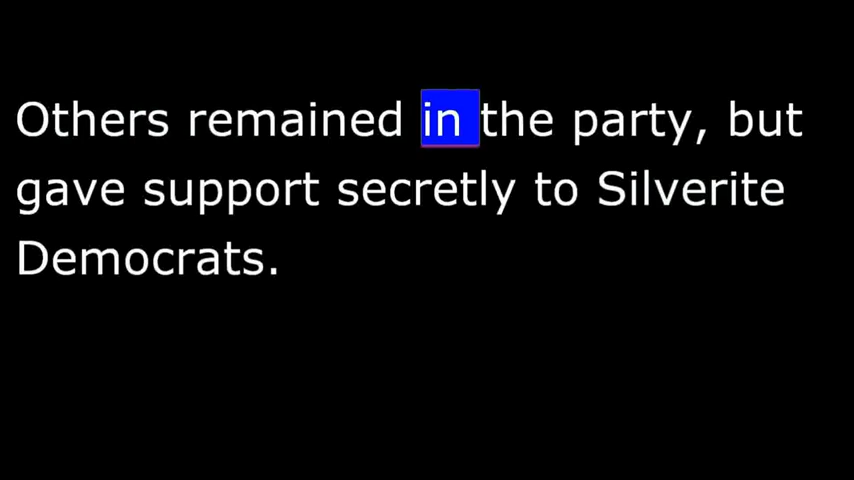 Others remained in the party, but
gave support secretly to Silverite
Democrats.